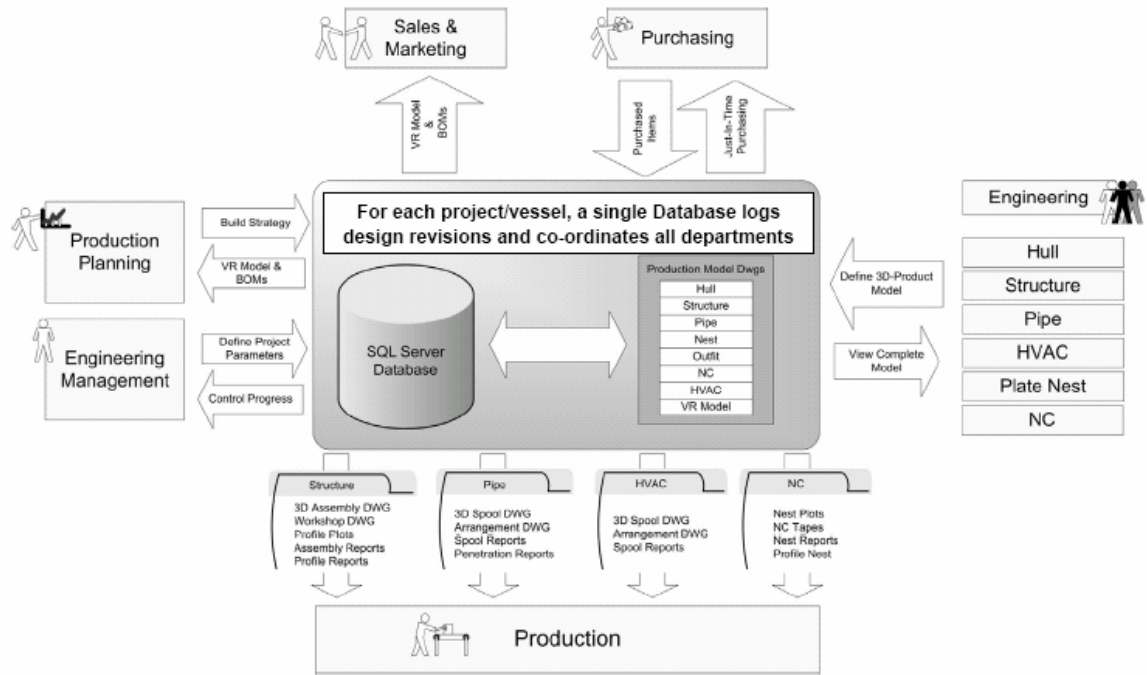 Sales &
Marketing
Purchasing
VR Model
&
BOMs
Purchased
Items
Just-In-Time
Purchasing
Production
Planning
Build Strategy
VR Model &
BOMs
Engineering
Management
Define Project
Parameters
Control Progress
For each project/vessel, a single Database logs
design revisions and co-ordinates all departments
SQL Server
Database
Production Model Dwgs
Hull
Structure
Pipe
Nest
Outfit
NC
HVAC
VR Model
Define 3D-Product
Model
View Complete
Model
Engineering
Hull
Structure
Pipe
HVAC
Plate Nest
NC
Structure
3D Assembly DWG
Workshop DWG
Profile Plots
Assembly Reports
Profile Reports
Pipe
3D Spool DWG
Arrangement DWG
Spool Reports
Penetration Reports
HVAC
3D Spool DWG
Arrangement DWG
Spool Reports
NC
Nest Plots
NC Tapes
Nest Reports
Profile Nest
Production